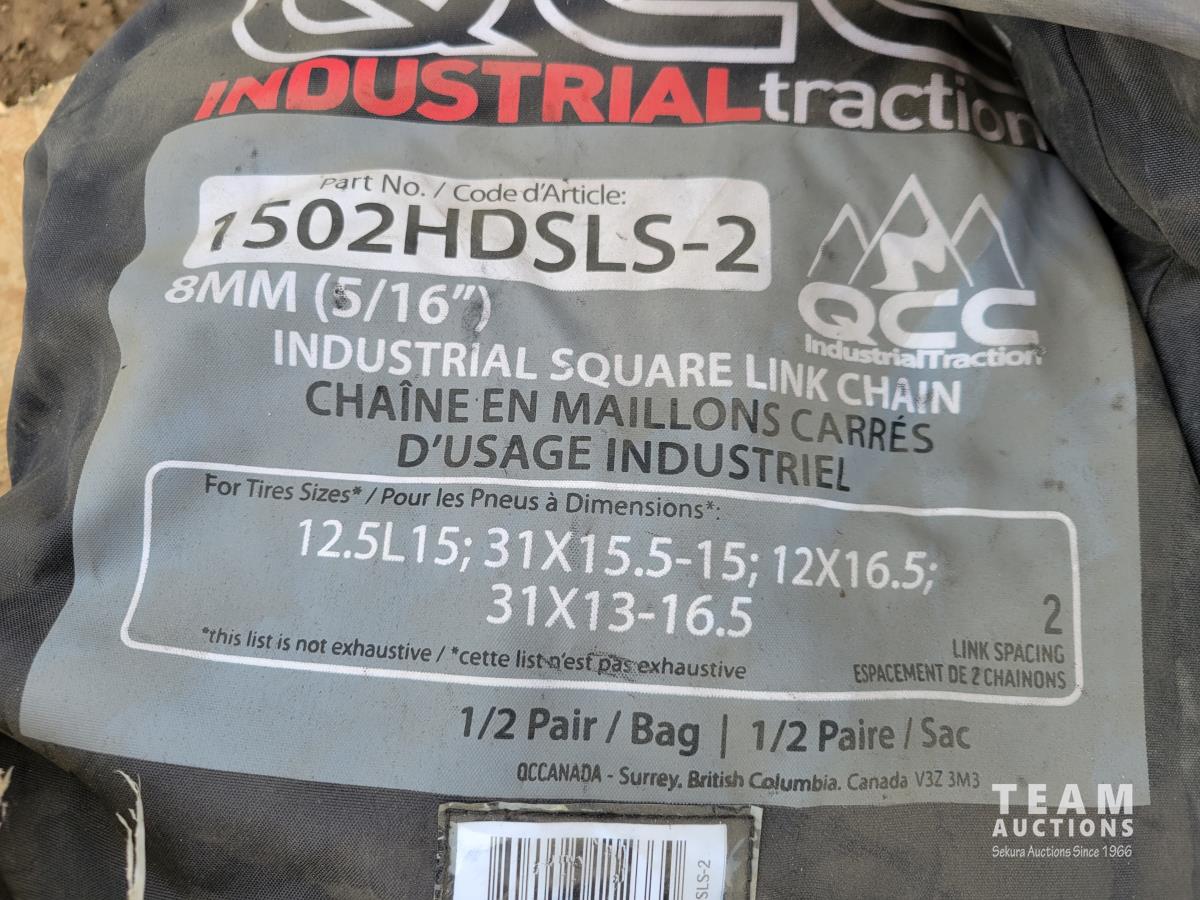 QCC
INDUSTRIALtraction
Part No. / Code d'Article:
1502HDSLS-2
8MM (5/16")
QCC
IndustrialTraction
INDUSTRIAL SQUARE LINK CHAIN
CHAÎNE EN MAILLONS CARRÉS
D'USAGE INDUSTRIEL
For Tires Sizes* / Pour les Pneus à Dimensions*:
12.5L15; 31X15.5-15; 12X16.5;
31X13-16.5
2
LINK SPACING
ESPACEMENT DE 2 CHAINONS
*this list is not exhaustive / *cette list n'est pas exhaustive
1/2 Pair / Bag | 1/2 Paire / Sac
QCCANADA - Surrey, British Columbia, Canada V3Z 3M3
SLS-2
TEAM
AUCTIONS
Sekura Auctions Since 1966